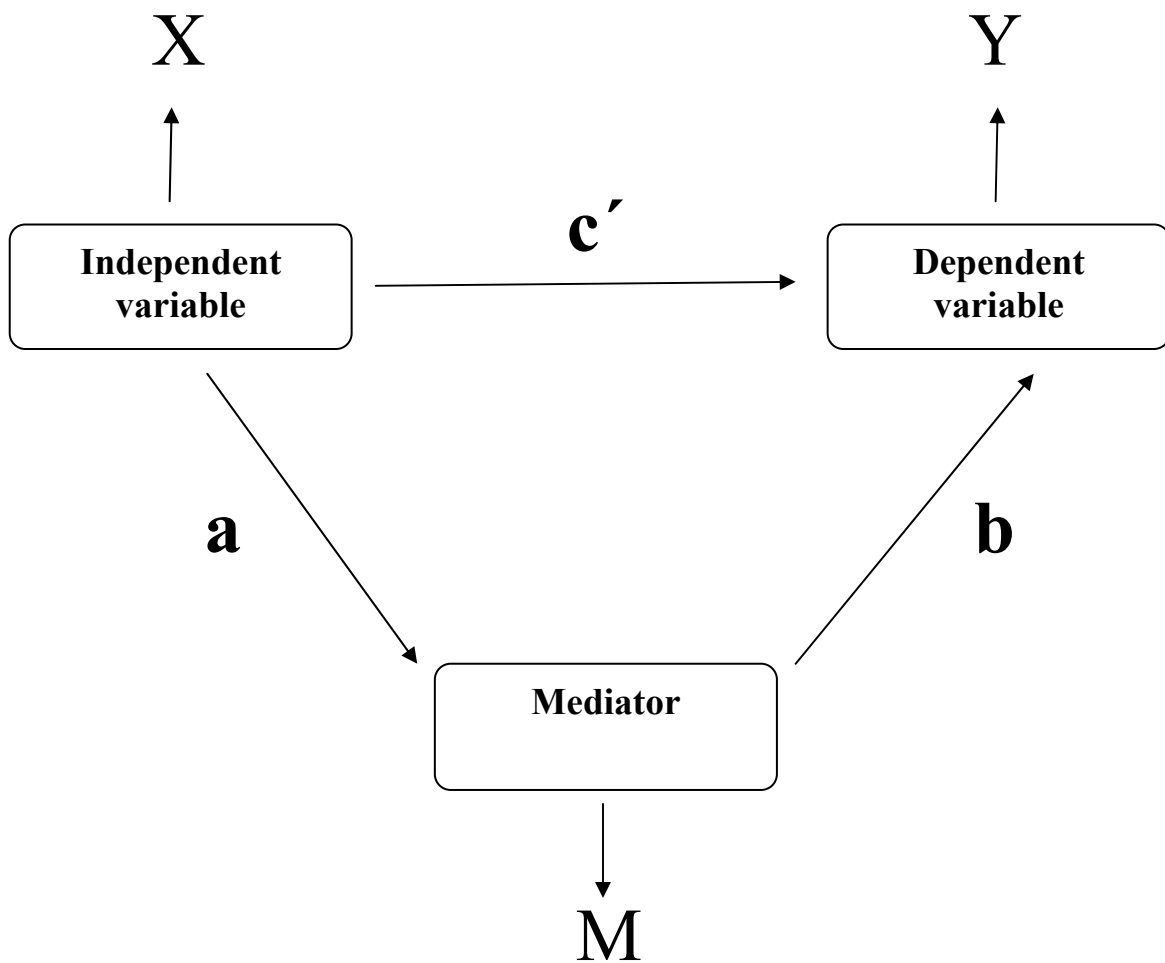 X
Y
c´
Independent
variable
Dependent
variable
a
b
Mediator
M